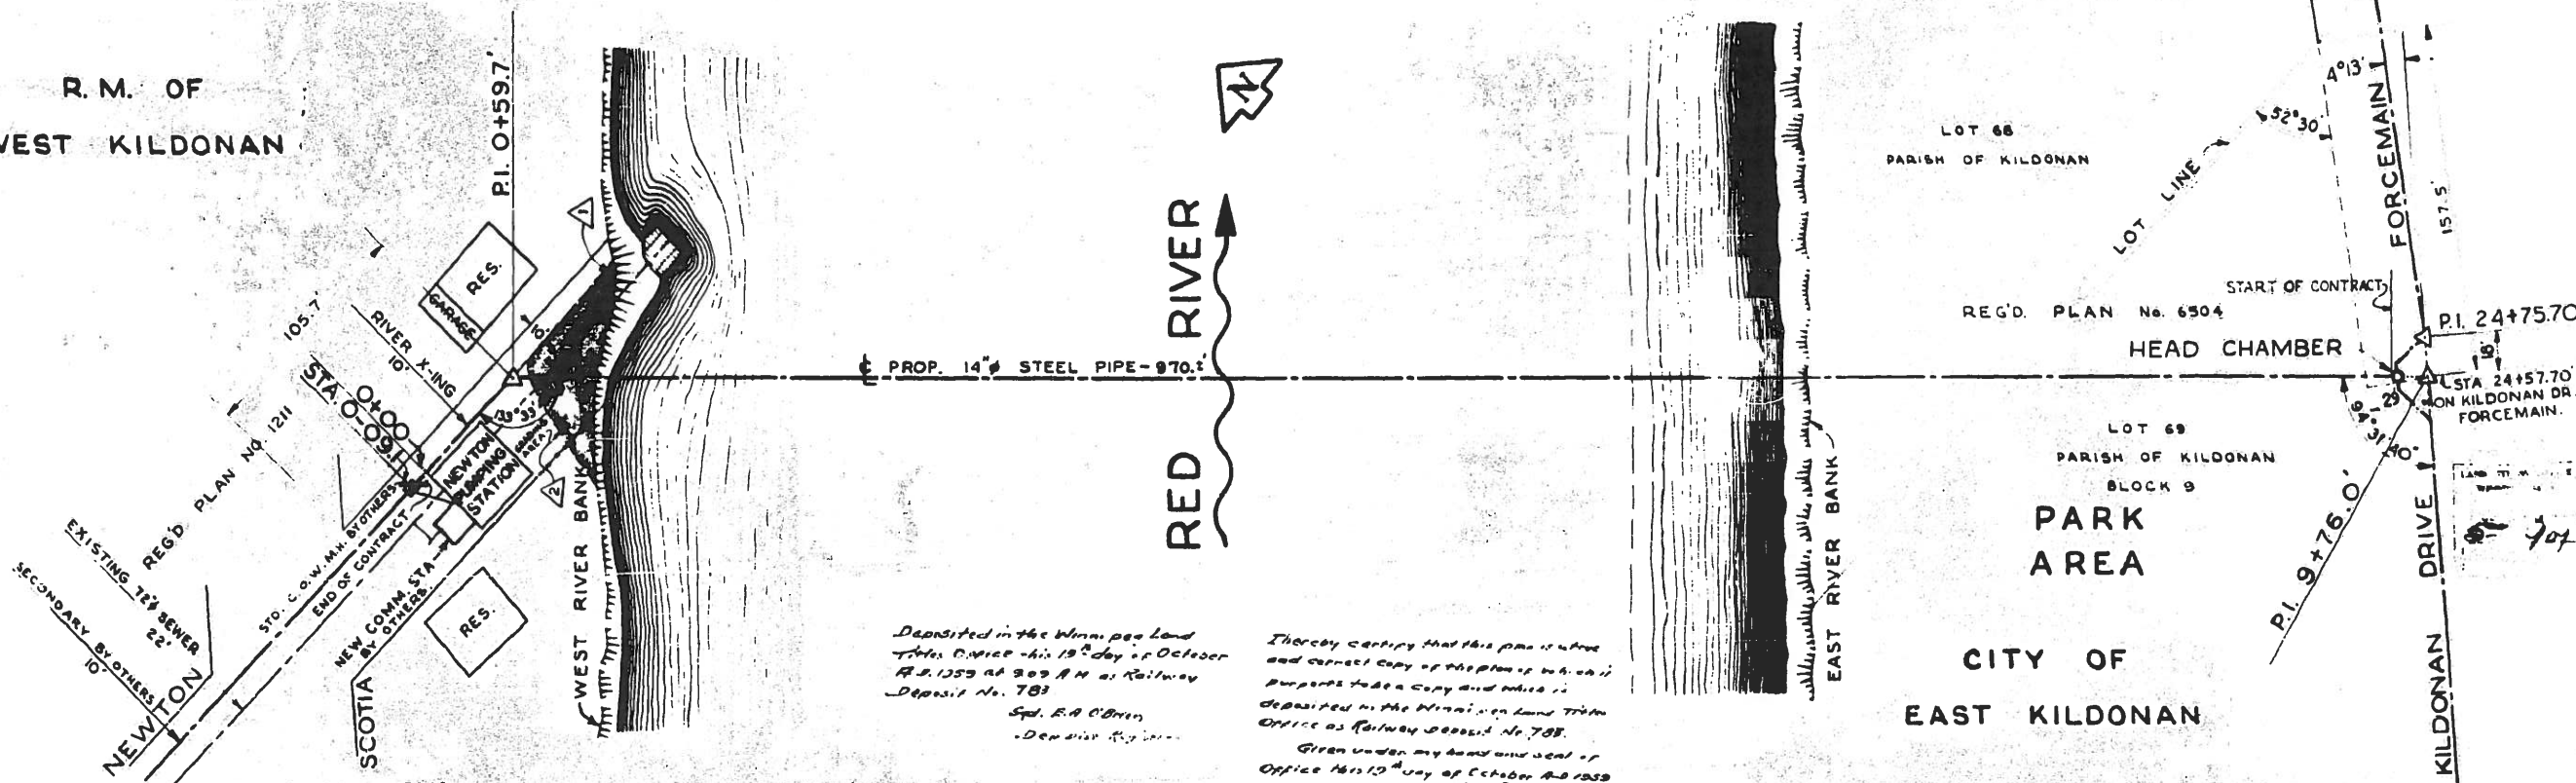 R. M. OF
WEST KILDONAN
P.I. 0+59.7'
1
RES.
GARAGE
10'
105.7'
RIVER X-ING
10'
STA. 0-09.1
0+00
REG'D PLAN NO. 1211
NEWTON
PUMPING
STATION
AREA
2
EXISTING 72"ø SEWER
22'
SECONDARY BY OTHERS
10'
STD. C.O.W. M.H. BY OTHERS
END OF CONTRACT
NEW COMM. STA.
BY OTHERS
RES.
NEWTON
SCOTIA
WEST RIVER BANK
N
RED RIVER
℄ PROP. 14"ø STEEL PIPE - 970.±'
Deposited in the Winnipeg Land
Titles Office this 19th day of October
A.D. 1959 at 9:09 A M as Railway
Deposit No. 788
Sgd. E.A O'Brien
I hereby certify that this plan is a true
and correct copy of the plan of which it
purports to be a copy and which is
deposited in the Winnipeg Land Titles
Office as Railway Deposit No. 788.
Given under my hand and seal of
Office this 19th day of October A.D 1959
EAST RIVER BANK
LOT 68
PARISH OF KILDONAN
LOT LINE
52°30'
4°13'
FORCEMAIN
157.5'
START OF CONTRACT
REG'D. PLAN No. 6504
P.I. 24+75.70
HEAD CHAMBER
18'
STA. 24+57.70
ON KILDONAN DR.
FORCEMAIN.
29
94°31'40"
LOT 69
PARISH OF KILDONAN
BLOCK 9
PARK
AREA
P.I. 9+76.0'
CITY OF
EAST KILDONAN
KILDONAN DRIVE